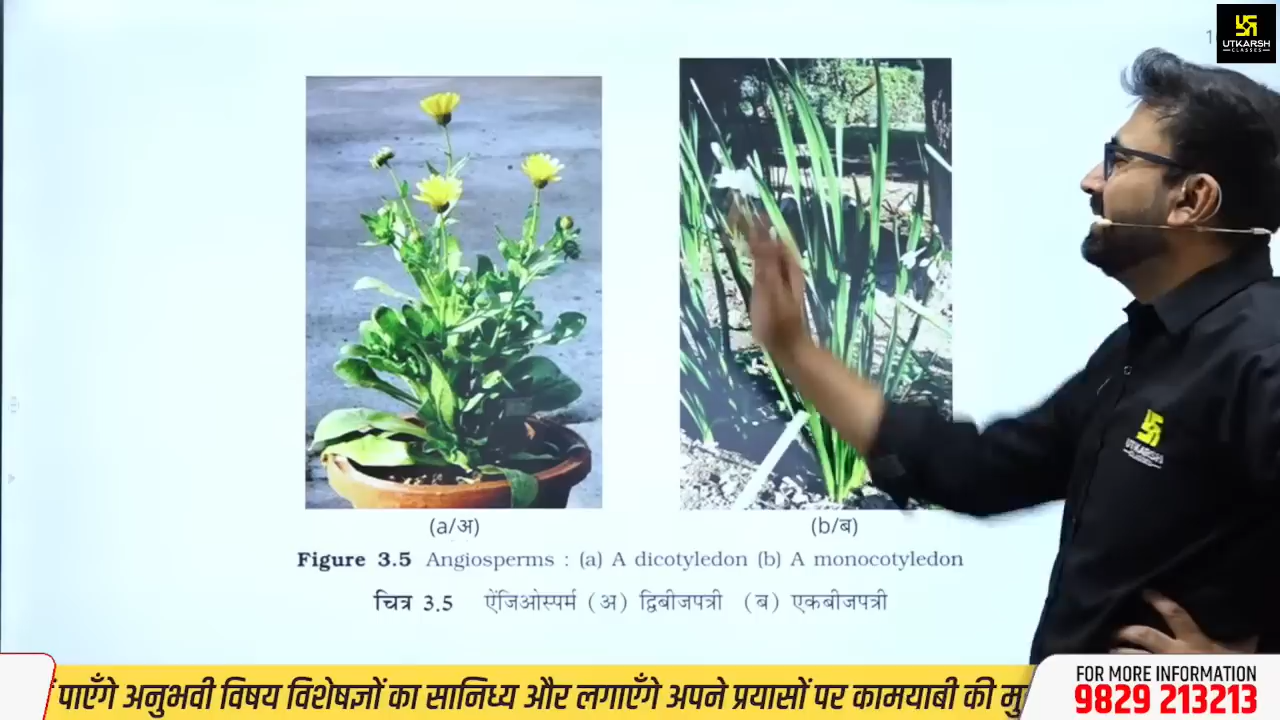 UTKARSH
CLASSES
UTKARSH
(a/अ)
(b/ब)
Figure 3.5 Angiosperms : (a) A dicotyledon (b) A monocotyledon
चित्र 3.5 ऐंजिओस्पर्म (अ) द्विबीजपत्री (ब) एकबीजपत्री
पाएँगे अनुभवी विषय विशेषज्ञों का सानिध्य और लगाएँगे अपने प्रयासों पर कामयाबी की
FOR MORE INFORMATION
9829 213213